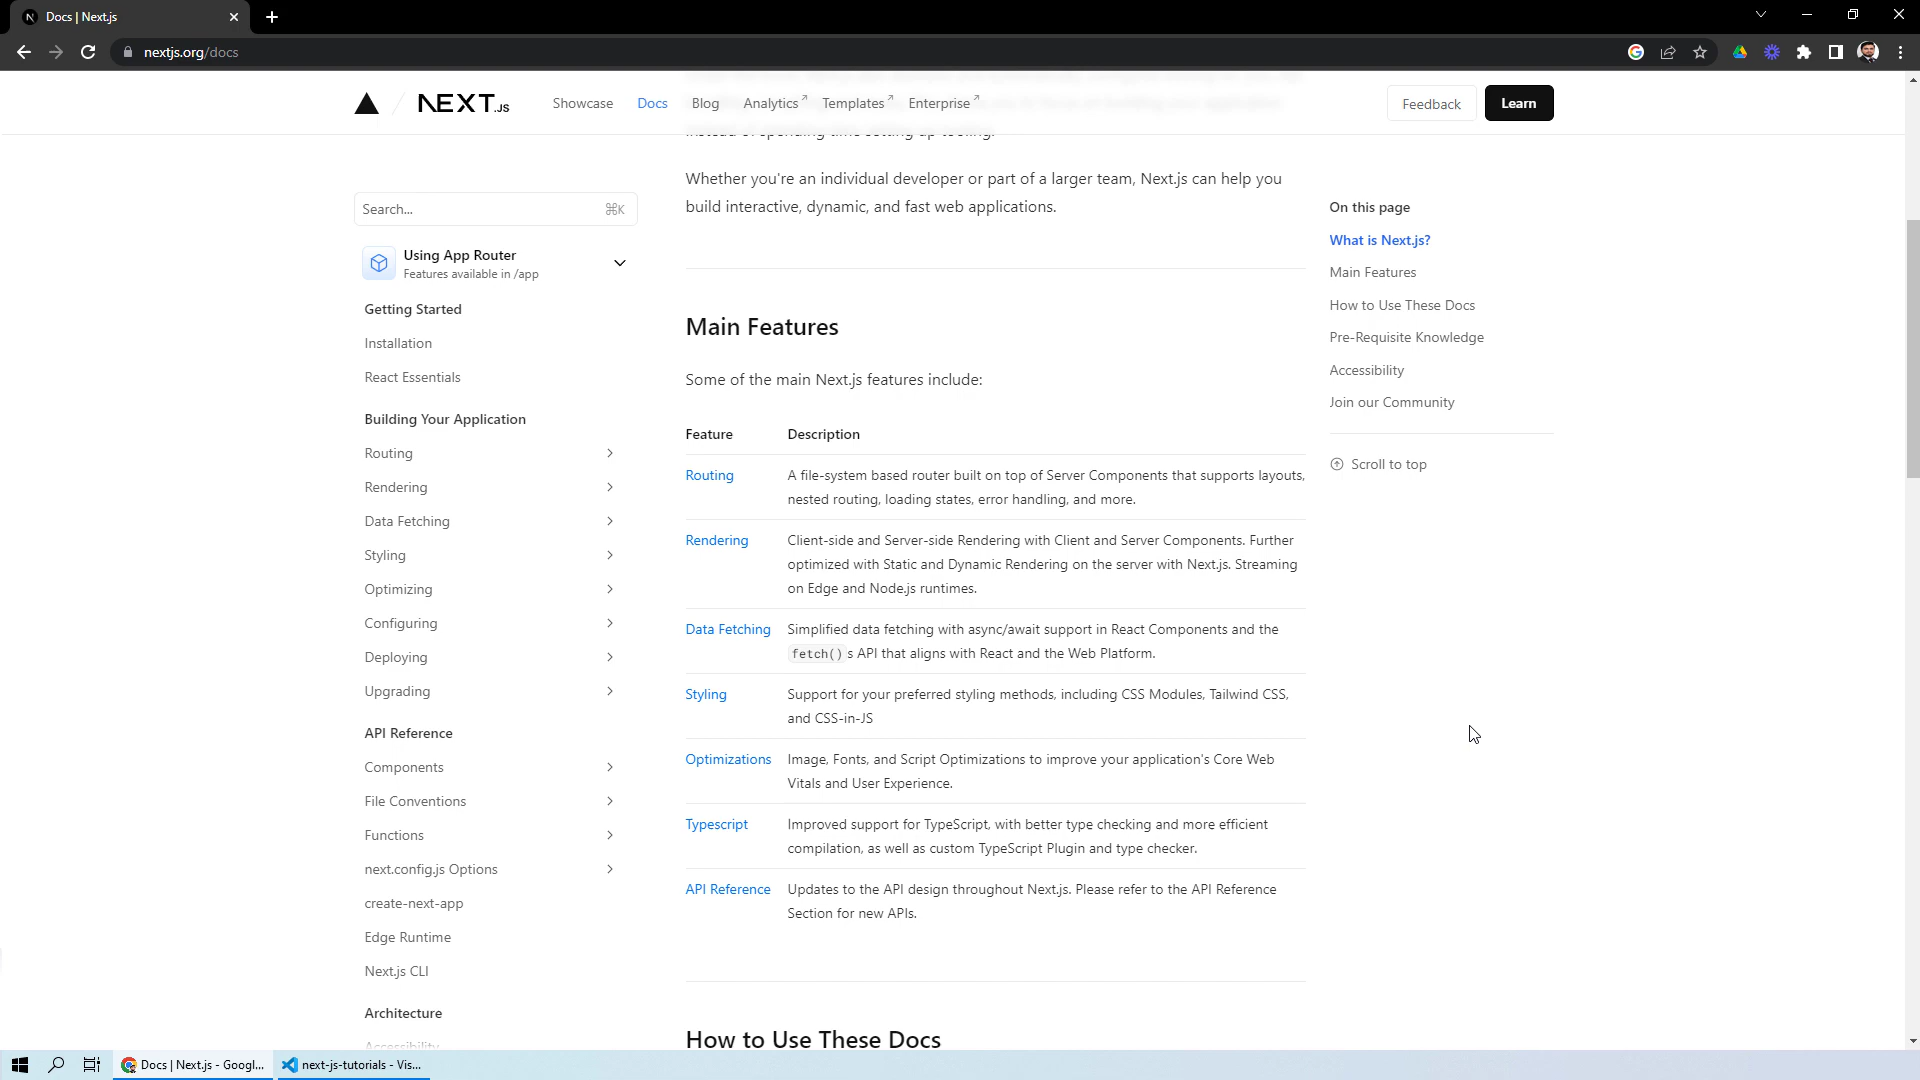 Docs | Next.js
nextjs.org/docs
NEXT.JS
Showcase
Docs
Blog
Analytics
Templates
Enterprise
Feedback
Learn
instead of spending time setting up tooling.
Whether you're an individual developer or part of a larger team, Next.js can help you
build interactive, dynamic, and fast web applications.
Search...
⌘K
Using App Router
Features available in /app
Getting Started
Installation
React Essentials
Building Your Application
Routing
Rendering
Data Fetching
Styling
Optimizing
Configuring
Deploying
Upgrading
API Reference
Components
File Conventions
Functions
next.config.js Options
create-next-app
Edge Runtime
Next.js CLI
Architecture
Accessibility
Main Features
Some of the main Next.js features include:
Feature Description
Routing A file-system based router built on top of Server Components that supports layouts,
nested routing, loading states, error handling, and more.
Rendering Client-side and Server-side Rendering with Client and Server Components. Further
optimized with Static and Dynamic Rendering on the server with Next.js. Streaming
on Edge and Node.js runtimes.
Data Fetching Simplified data fetching with async/await support in React Components and the
fetch() s API that aligns with React and the Web Platform.
Styling Support for your preferred styling methods, including CSS Modules, Tailwind CSS,
and CSS-in-JS
Optimizations Image, Fonts, and Script Optimizations to improve your application's Core Web
Vitals and User Experience.
Typescript Improved support for TypeScript, with better type checking and more efficient
compilation, as well as custom TypeScript Plugin and type checker.
API Reference Updates to the API design throughout Next.js. Please refer to the API Reference
Section for new APIs.
How to Use These Docs
On this page
What is Next.js?
Main Features
How to Use These Docs
Pre-Requisite Knowledge
Accessibility
Join our Community
Scroll to top
Docs | Next.js - Googl...
next-js-tutorials - Vis...